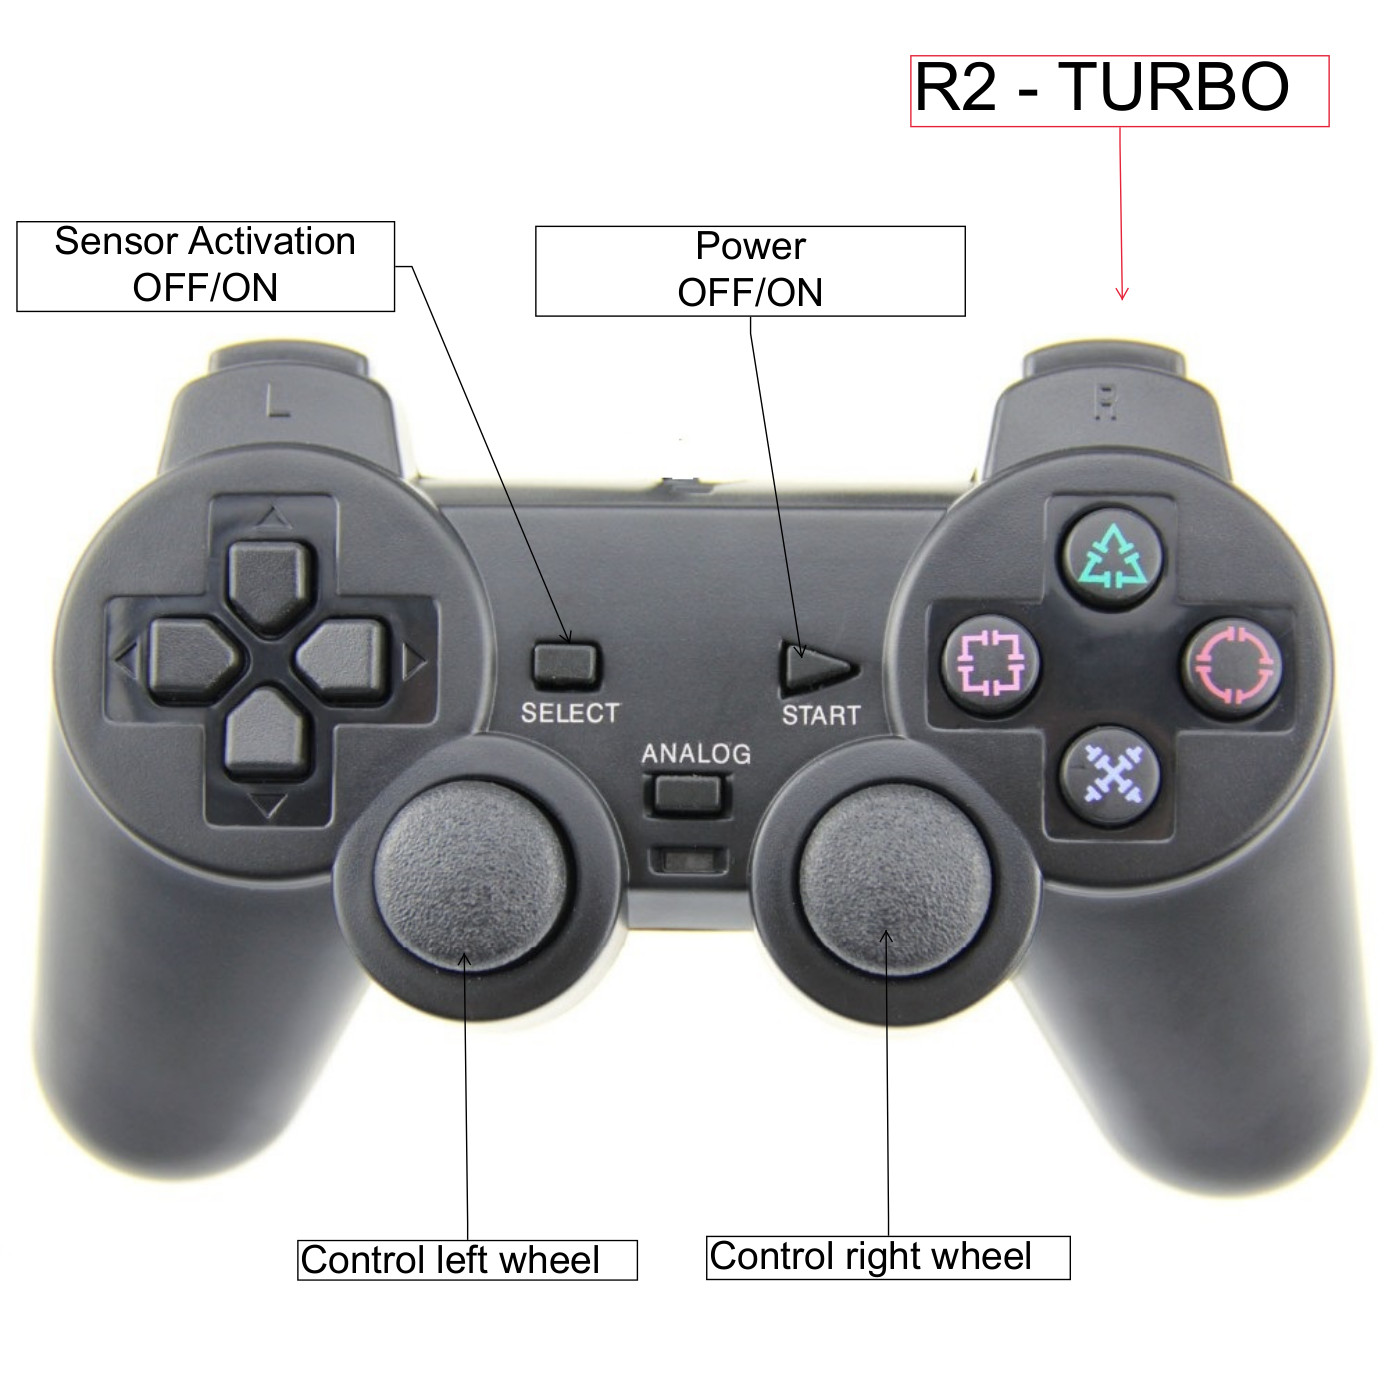 R2 - TURBO
Sensor Activation
OFF/ON
Power
OFF/ON
L
R
SELECT
START
ANALOG
Control left wheel
Control right wheel